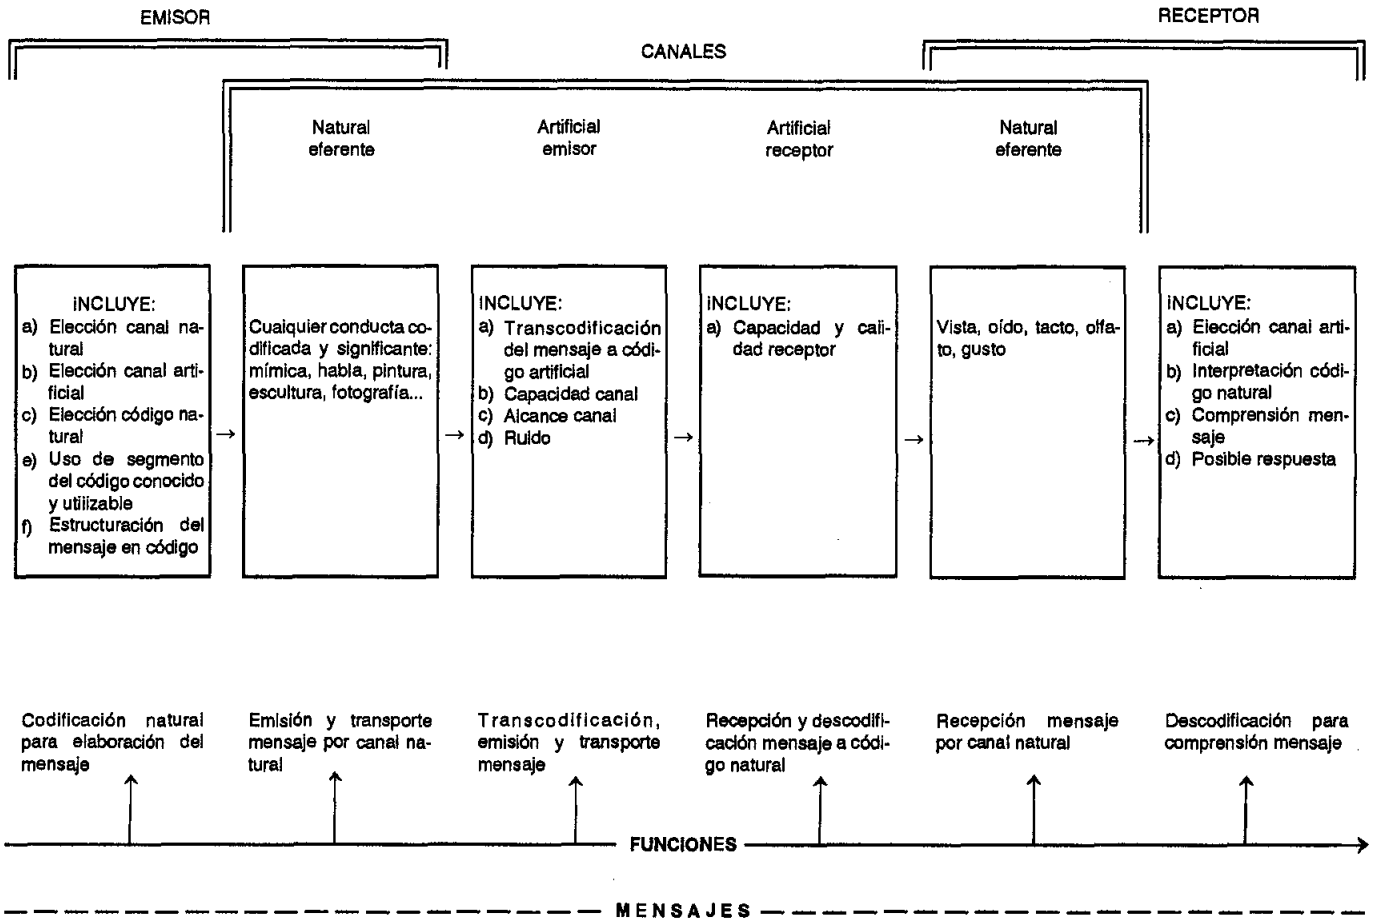 EMISOR
RECEPTOR
CANALES
Natural
eferente
Artificial
emisor
Artificial
receptor
Natural
eferente
INCLUYE:
a) Elección canal na-
tural
b) Elección canal arti-
ficial
c) Elección código na-
tural
e) Uso de segmento
del código conocido
y utilizable
f) Estructuración del
mensaje en código
→
Cualquier conducta co-
dificada y significante:
mímica, habla, pintura,
escultura, fotografía...
→
INCLUYE:
a) Transcodificación
del mensaje a códi-
go artificial
b) Capacidad canal
c) Alcance canal
d) Ruido
→
INCLUYE:
a) Capacidad y cali-
dad receptor
→
Vista, oído, tacto, olfa-
to, gusto
→
INCLUYE:
a) Elección canal arti-
ficial
b) Interpretación códi-
go natural
c) Comprensión men-
saje
d) Posible respuesta
Codificación natural
para elaboración del
mensaje
Emisión y transporte
mensaje por canal na-
tural
Transcodificación,
emisión y transporte
mensaje
Recepción y descodifi-
cación mensaje a códi-
go natural
Recepción mensaje
por canal natural
Descodificación para
comprensión mensaje
FUNCIONES
MENSAJES